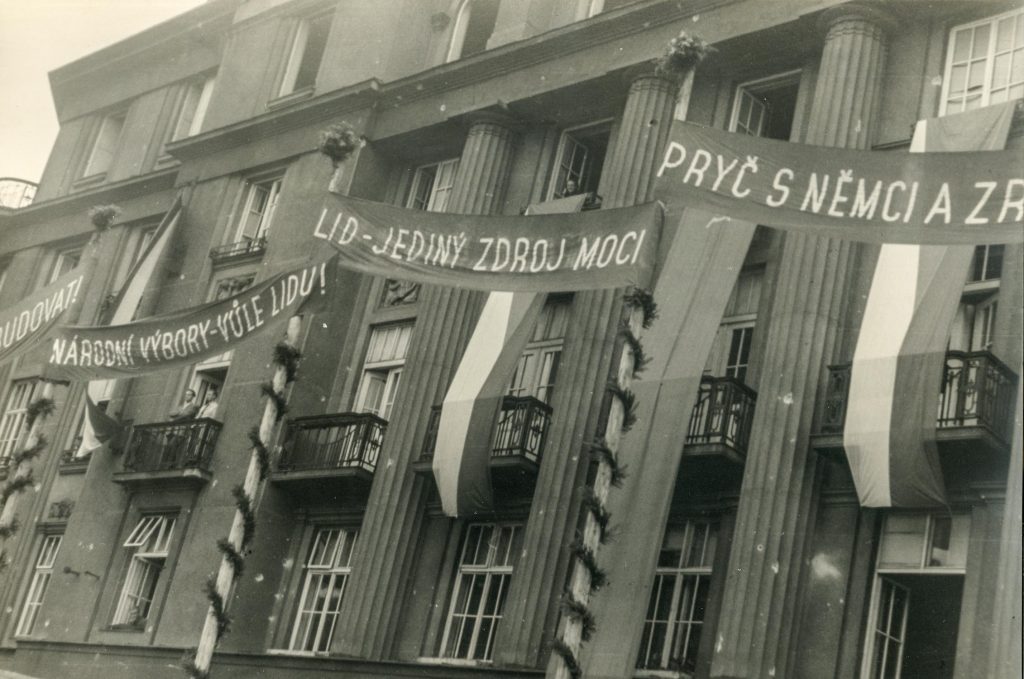 BUDOVAT!
NÁRODNÍ VÝBORY-VŮLE LIDU!
LID-JEDINÝ ZDROJ MOCI
PRYČ S NĚMCI A ZR